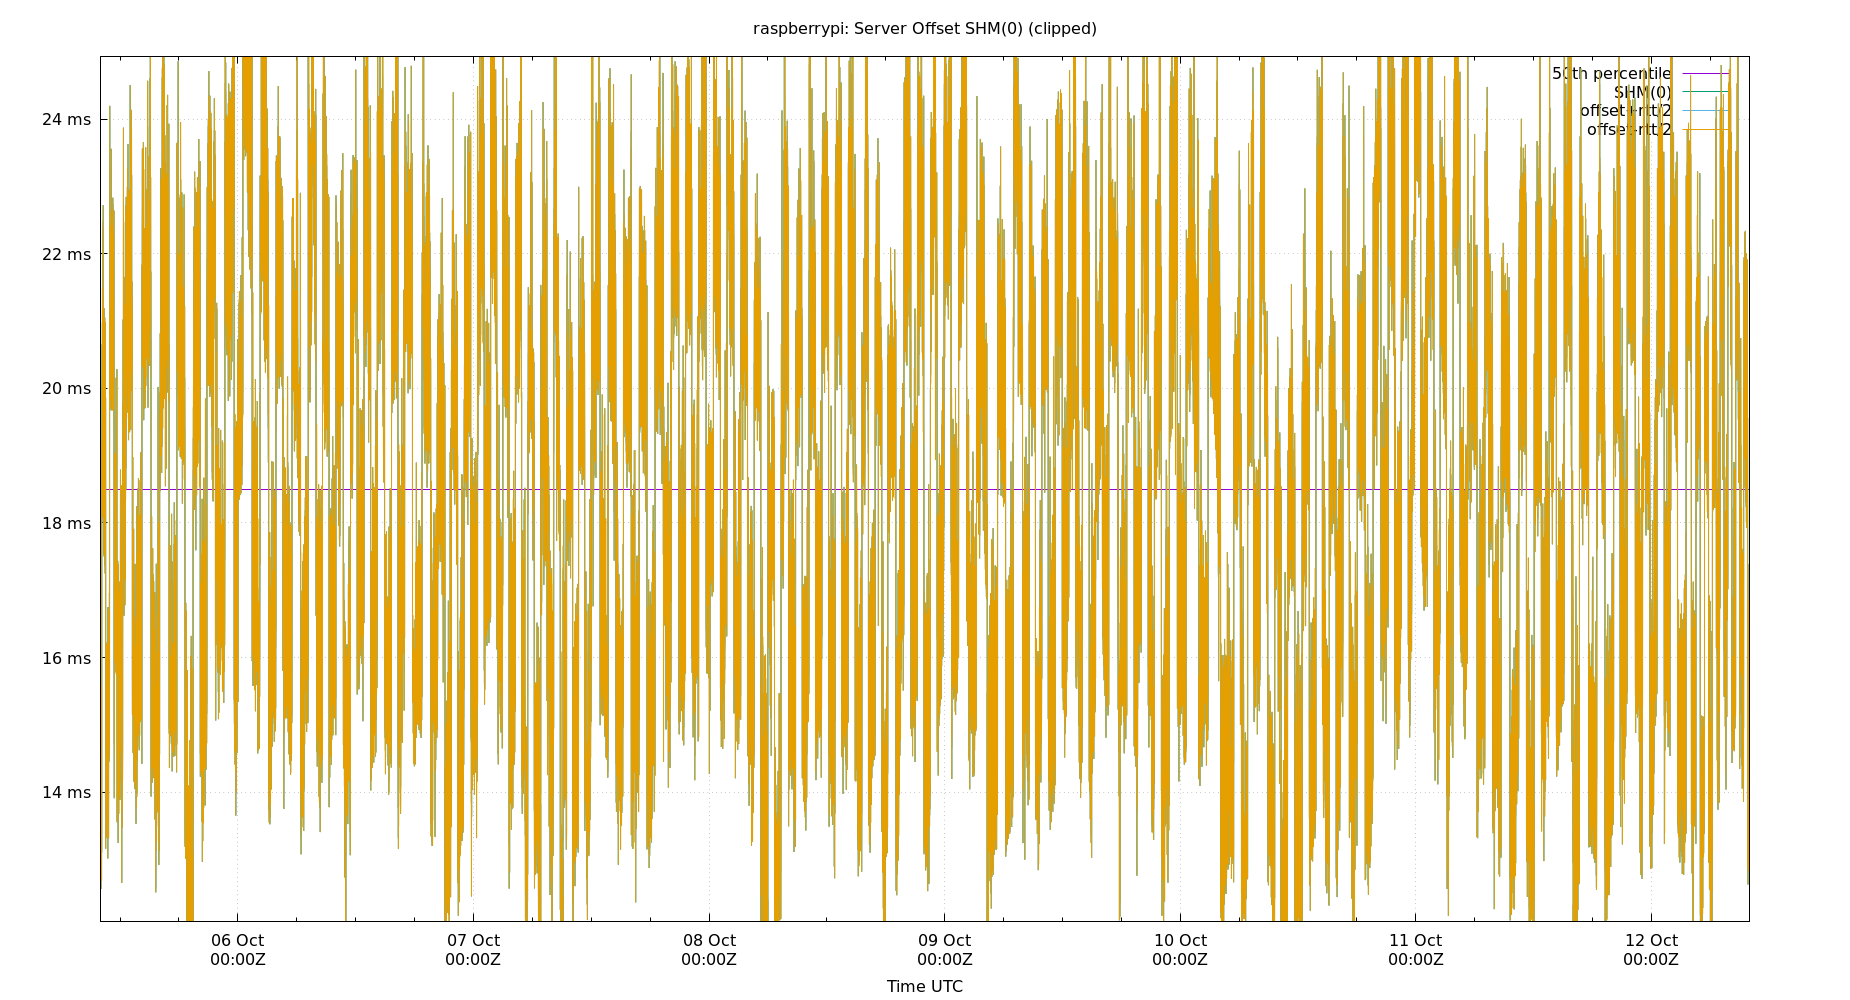 raspberrypi: Server Offset SHM(0) (clipped)
50th percentile
SHM(0)
offset+rtt/2
offset-rtt/2
24 ms
22 ms
20 ms
18 ms
16 ms
14 ms
06 Oct
00:00Z
07 Oct
00:00Z
08 Oct
00:00Z
09 Oct
00:00Z
10 Oct
00:00Z
11 Oct
00:00Z
12 Oct
00:00Z
Time UTC